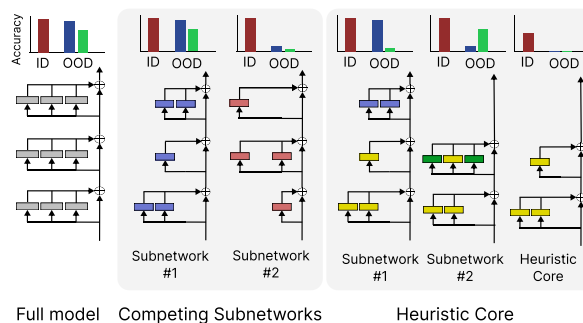 Accuracy
ID OOD
ID OOD
ID OOD
ID OOD
ID OOD
ID OOD
Subnetwork
#1
Subnetwork
#2
Subnetwork
#1
Subnetwork
#2
Heuristic
Core
Full model
Competing Subnetworks
Heuristic Core